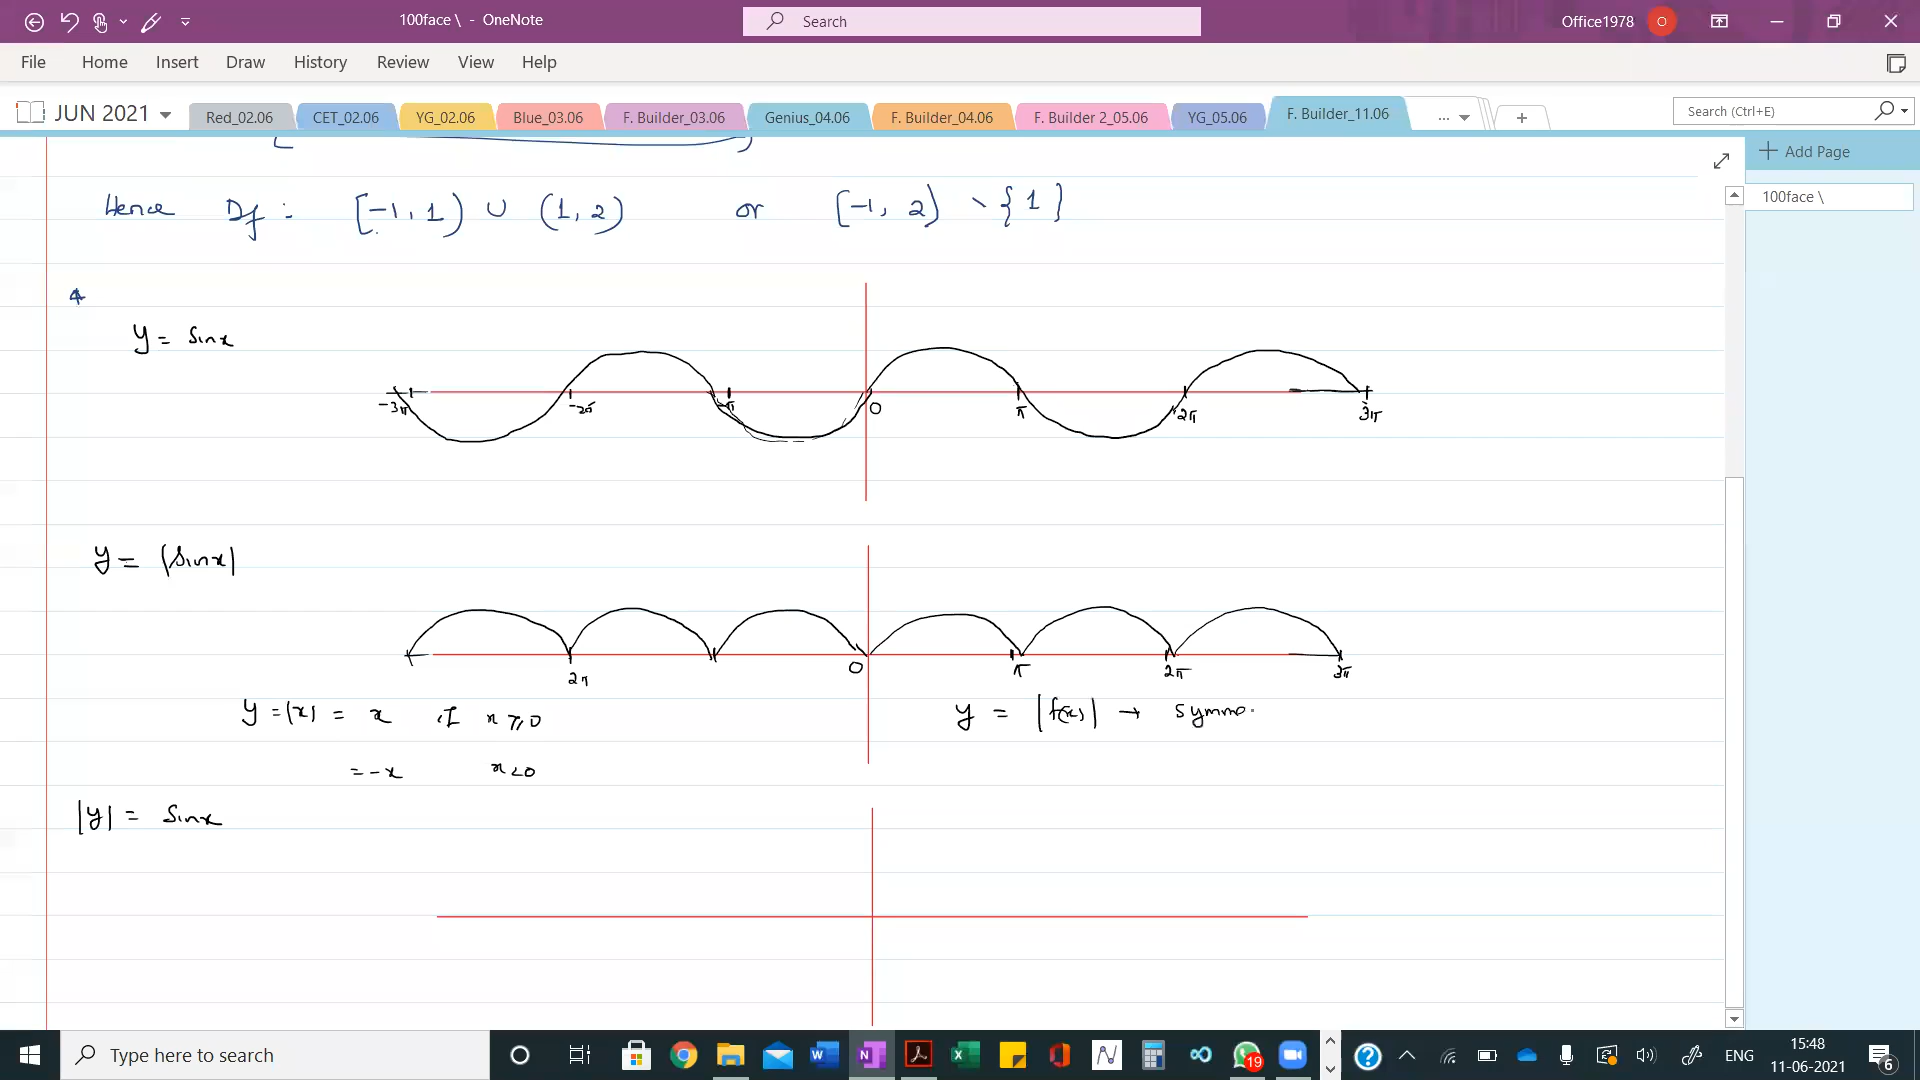 100face \ - OneNote
Search
Office1978
O
File Home Insert Draw History Review View Help
JUN 2021
Red_02.06 CET_02.06 YG_02.06 Blue_03.06 F. Builder_03.06 Genius_04.06 F. Builder_04.06 F. Builder 2_05.06 YG_05.06 F. Builder_11.06 ... +
Search (Ctrl+E)
Add Page
100face \
Hence Df : [-1, 1) ∪ (1, 2) or [-1, 2) \ {1}
y = sinx
-3π -2π -π 0 π 2π 3π
y = |sinx|
2π 0 π 2π 3π
y = |x| = x if x ≥ 0
y = |f(x)| → symme
= -x x<0
|y| = sinx
Type here to search
19
ENG
15:48
11-06-2021
6